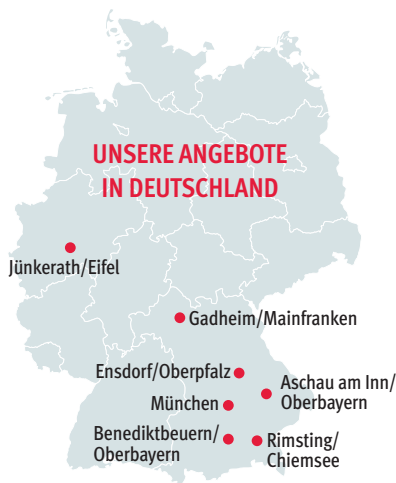 UNSERE ANGEBOTE
IN DEUTSCHLAND
Jünkerath/Eifel
Gadheim/Mainfranken
Ensdorf/Oberpfalz
Aschau am Inn/
Oberbayern
München
Benediktbeuern/
Oberbayern
Rimsting/
Chiemsee